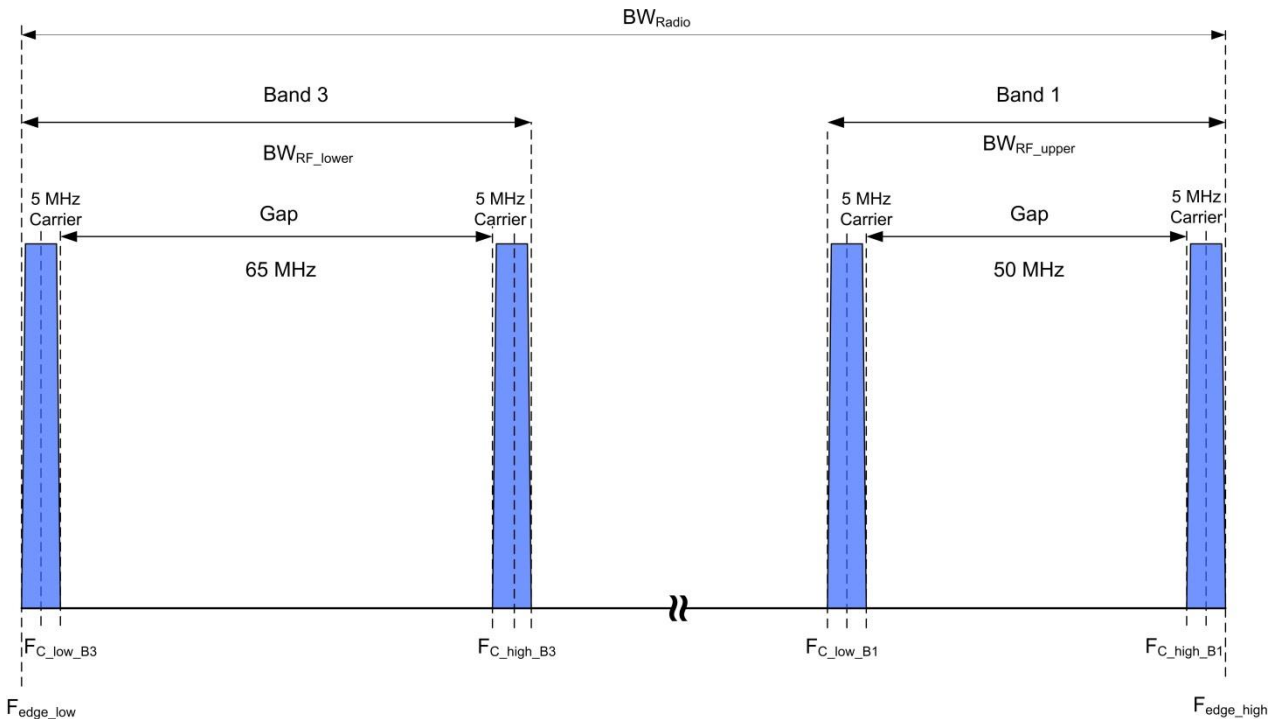 BW_Radio
Band 3
Band 1
BW_RF_lower
BW_RF_upper
5 MHz
Carrier
Gap
5 MHz
Carrier
5 MHz
Carrier
Gap
5 MHz
Carrier
65 MHz
50 MHz
F_C_low_B3
F_C_high_B3
F_C_low_B1
F_C_high_B1
F_edge_low
F_edge_high